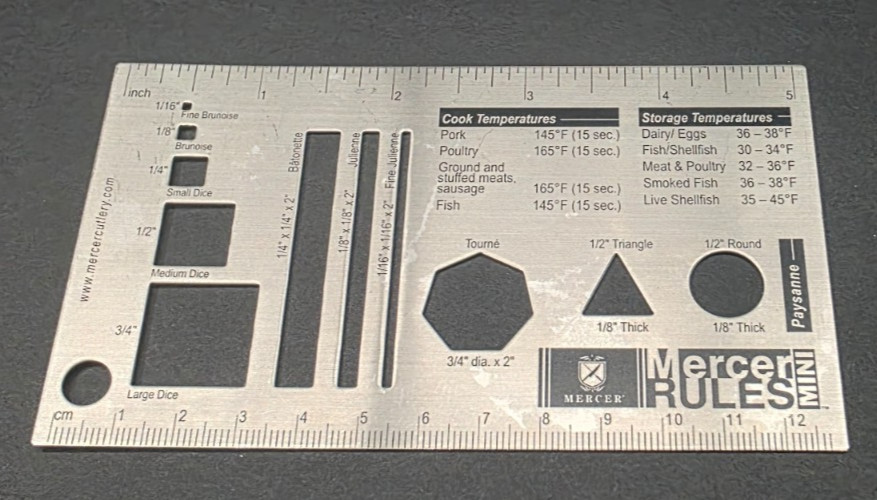 inch 1 2 3 4 5
1/16"
Fine Brunoise
1/8"
Brunoise
1/4"
Small Dice
1/2"
Medium Dice
3/4"
Large Dice
www.mercercutlery.com
Bâtonette
1/4" x 1/4" x 2"
Julienne
1/8" x 1/8" x 2"
Fine Julienne
1/16" x 1/16" x 2"
Cook Temperatures
Pork 145°F (15 sec.)
Poultry 165°F (15 sec.)
Ground and
stuffed meats,
sausage 165°F (15 sec.)
Fish 145°F (15 sec.)
Storage Temperatures
Dairy/ Eggs 36 – 38°F
Fish/Shellfish 30 – 34°F
Meat & Poultry 32 – 36°F
Smoked Fish 36 – 38°F
Live Shellfish 35 – 45°F
Tourné
3/4" dia. x 2"
1/2" Triangle
1/8" Thick
1/2" Round
1/8" Thick
Paysanne
MERCER
Mercer
RULES
MINI
cm 1 2 3 4 5 6 7 8 9 10 11 12